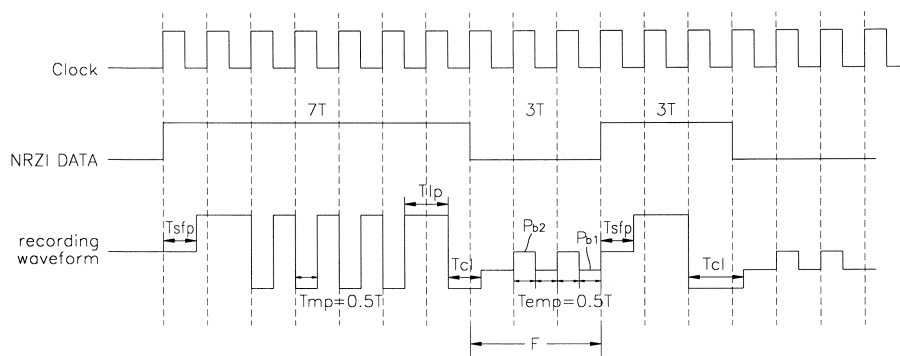 Clock
7T 3T 3T
NRZI DATA
Tlp
Tsfp Pb2 Pb1 Tsfp
recording
waveform
Tcl Tcl
Tmp=0.5T Temp=0.5T
F